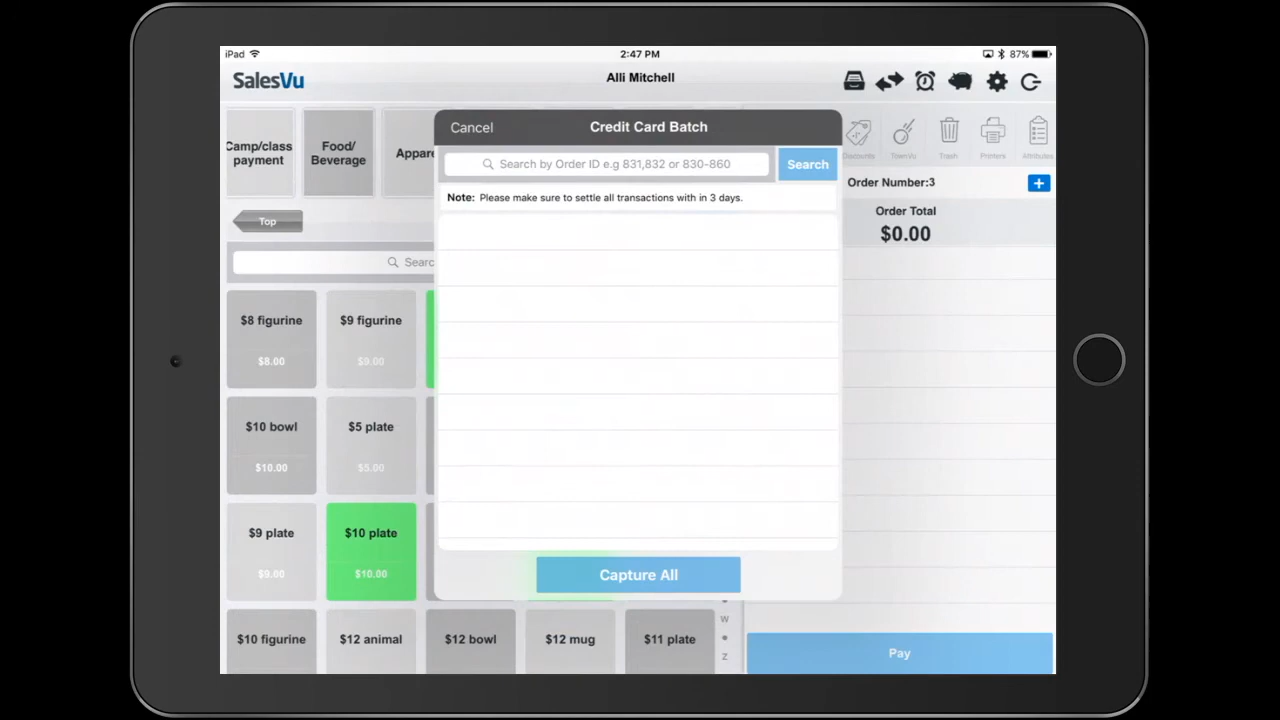 iPad
2:47 PM
87%
SalesVu
Alli Mitchell
Camp/class
payment
Food/
Beverage
Appare
Cancel
Credit Card Batch
Search by Order ID e.g 831,832 or 830-860
Search
Note: Please make sure to settle all transactions with in 3 days.
Discounts
TownVu
Trash
Printers
Attributes
Order Number:3
Order Total
$0.00
Top
Searc
$8 figurine
$8.00
$9 figurine
$9.00
$10 bowl
$10.00
$5 plate
$5.00
$9 plate
$9.00
$10 plate
$10.00
Capture All
$10 figurine
$12 animal
$12 bowl
$12 mug
$11 plate
W
Z
Pay